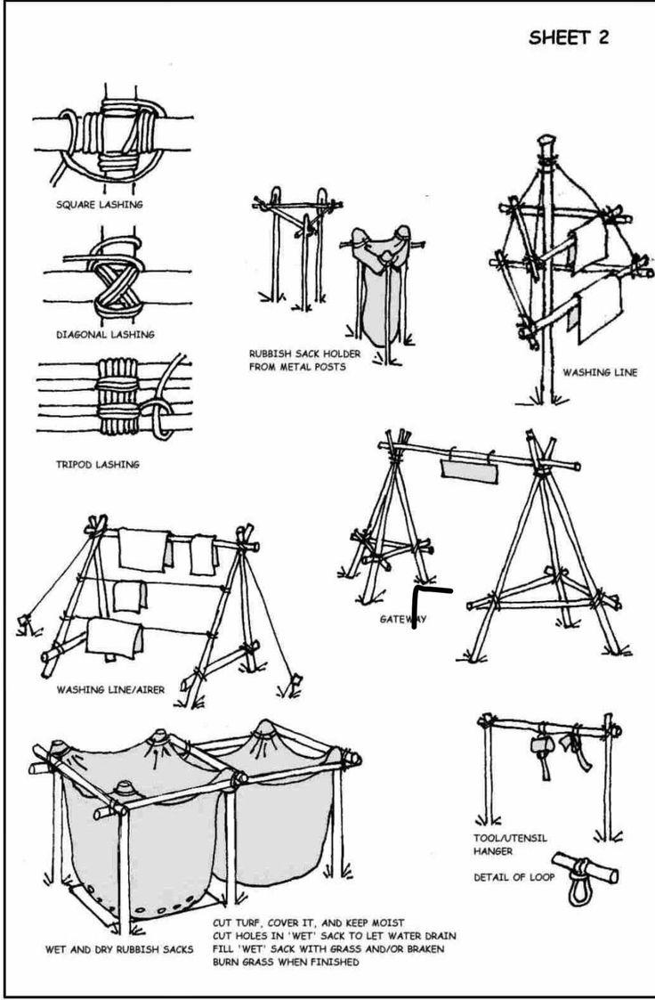 SHEET 2
SQUARE LASHING
DIAGONAL LASHING
TRIPOD LASHING
RUBBISH SACK HOLDER
FROM METAL POSTS
WASHING LINE
GATEWAY
WASHING LINE/AIRER
TOOL/UTENSIL
HANGER
DETAIL OF LOOP
WET AND DRY RUBBISH SACKS
CUT TURF, COVER IT, AND KEEP MOIST
CUT HOLES IN 'WET' SACK TO LET WATER DRAIN
FILL 'WET' SACK WITH GRASS AND/OR BRAKEN
BURN GRASS WHEN FINISHED